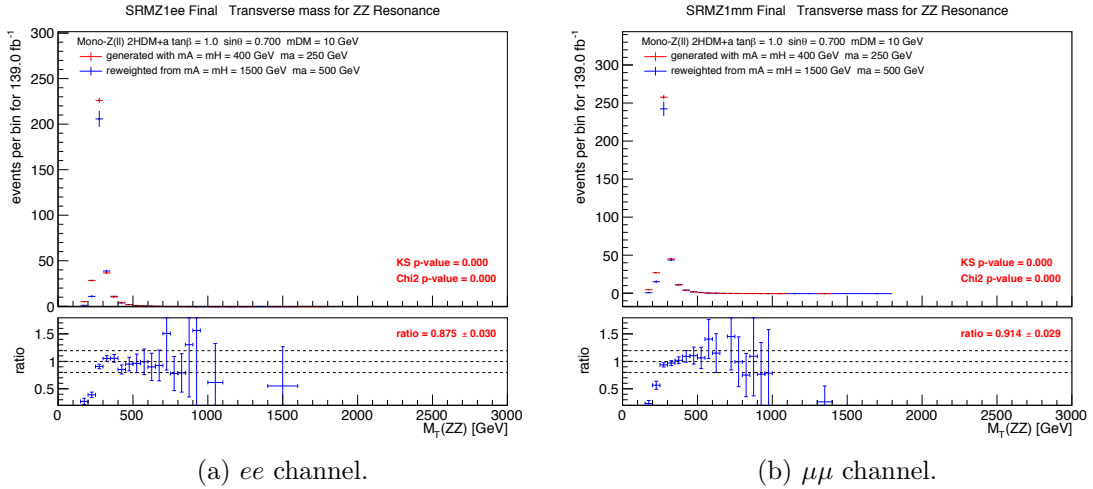 SRMZ1ee Final Transverse mass for ZZ Resonance
events per bin for 139.0 fb⁻¹
300
250
200
150
100
50
0
Mono-Z(ll) 2HDM+a tanβ = 1.0 sinθ = 0.700 mDM = 10 GeV
generated with mA = mH = 400 GeV ma = 250 GeV
reweighted from mA = mH = 1500 GeV ma = 500 GeV
KS p-value = 0.000
Chi2 p-value = 0.000
ratio
1.5
1
0.5
ratio = 0.875 ± 0.030
0 500 1000 1500 2000 2500 3000
M_T(ZZ) [GeV]
(a) ee channel.
SRMZ1mm Final Transverse mass for ZZ Resonance
events per bin for 139.0 fb⁻¹
300
250
200
150
100
50
0
Mono-Z(ll) 2HDM+a tanβ = 1.0 sinθ = 0.700 mDM = 10 GeV
generated with mA = mH = 400 GeV ma = 250 GeV
reweighted from mA = mH = 1500 GeV ma = 500 GeV
KS p-value = 0.000
Chi2 p-value = 0.000
ratio
1.5
1
0.5
ratio = 0.914 ± 0.029
0 500 1000 1500 2000 2500 3000
M_T(ZZ) [GeV]
(b) μμ channel.